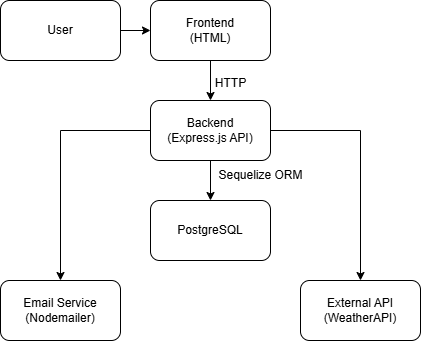 User
Frontend
(HTML)
HTTP
Backend
(Express.js API)
Sequelize ORM
PostgreSQL
Email Service
(Nodemailer)
External API
(WeatherAPI)